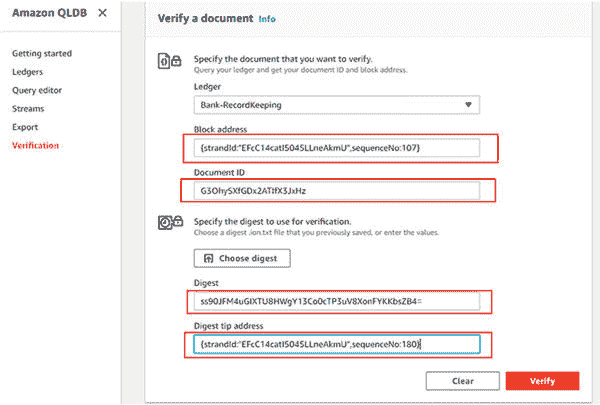 Amazon QLDB
Getting started
Ledgers
Query editor
Streams
Export
Verification
Verify a document Info
Specify the document that you want to verify.
Query your ledger and get your document ID and block address.
Ledger
Bank-RecordKeeping
Block address
{strandId:"EFcC14catI5045LLneAkmU",sequenceNo:107}
Document ID
G3OhySXfGDx2ATtfX3JxHz
Specify the digest to use for verification.
Choose a digest .ion.txt file that you previously saved, or enter the values.
Choose digest
Digest
ss90JFM4uGIXTU8HWgY13Co0cTP3uV8XonFYKKbsZB4=
Digest tip address
{strandId:"EFcC14catI5045LLneAkmU",sequenceNo:180}
Clear
Verify